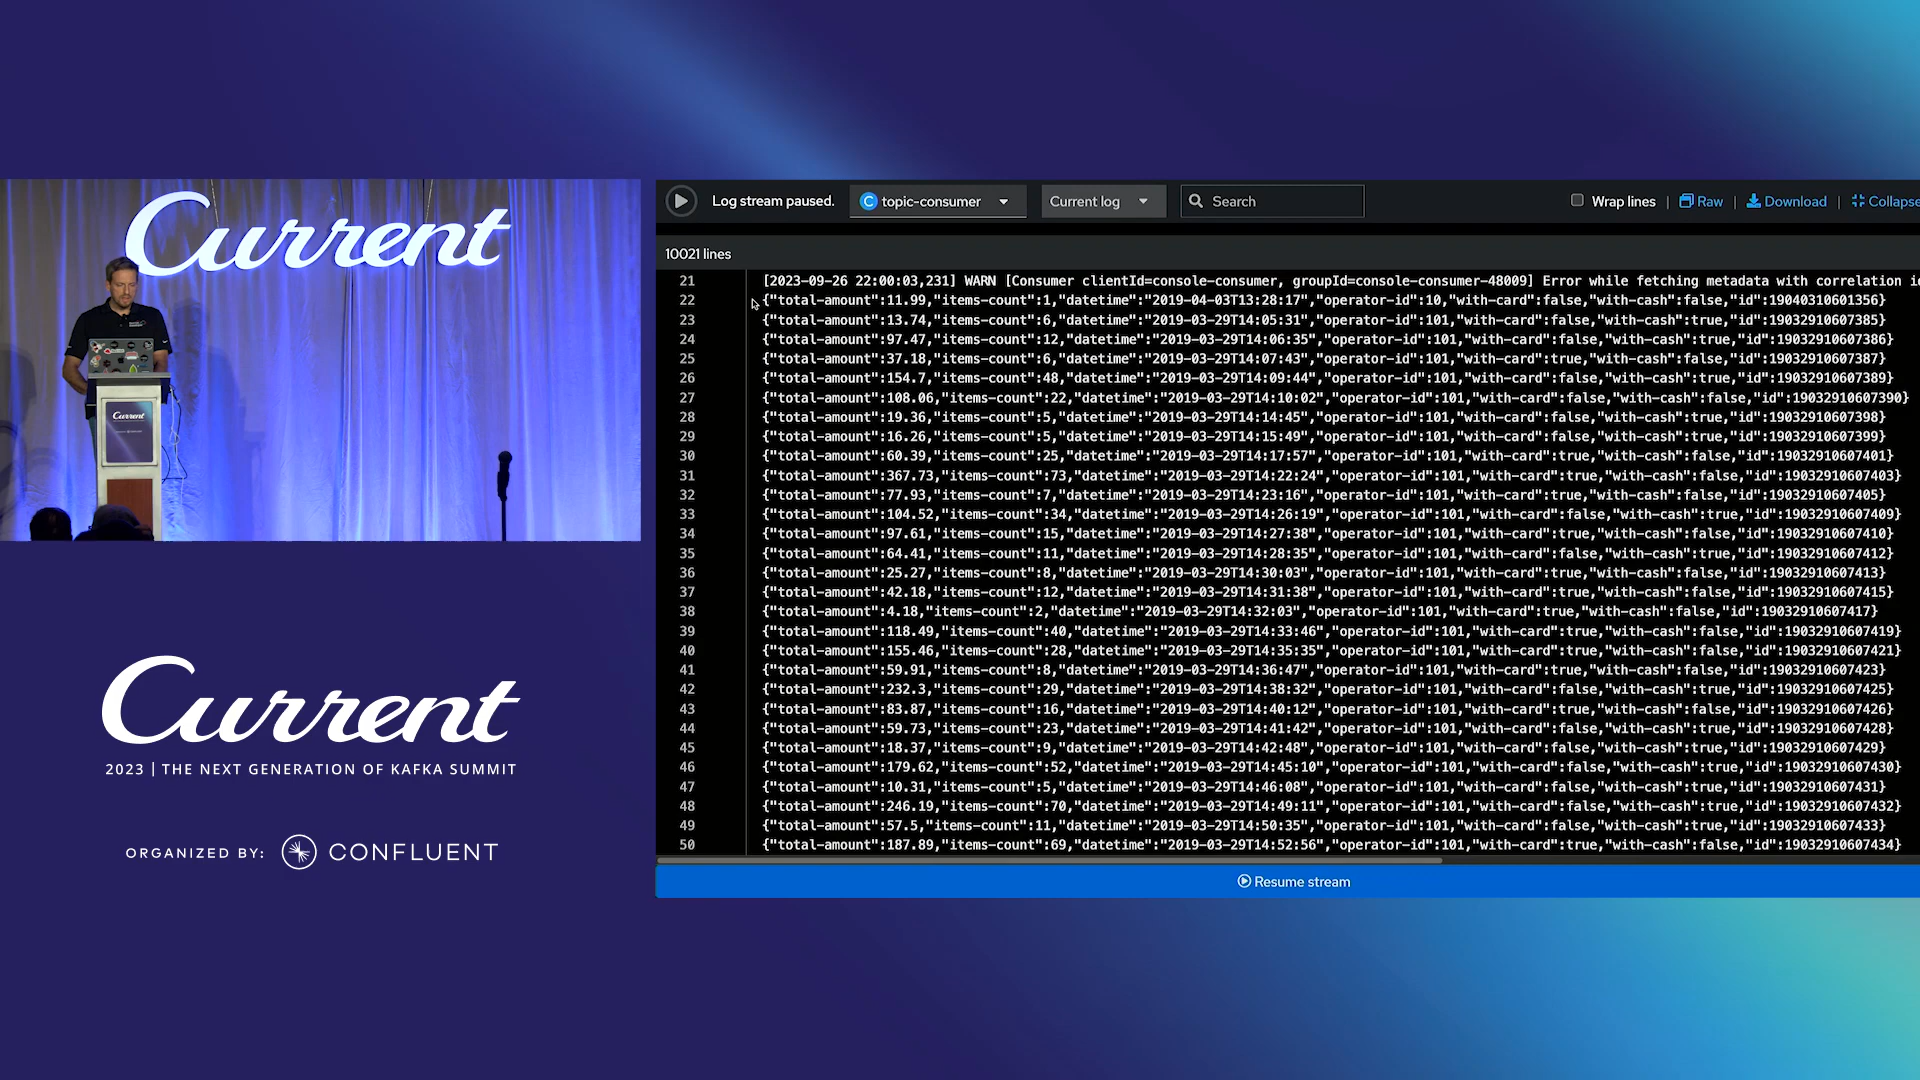 Current
Current
Current
2023 | THE NEXT GENERATION OF KAFKA SUMMIT
ORGANIZED BY: CONFLUENT
Log stream paused. C topic-consumer Current log Search Wrap lines | Raw | Download | Collapse
10021 lines
21 [2023-09-26 22:00:03,231] WARN [Consumer clientId=console-consumer, groupId=console-consumer-48009] Error while fetching metadata with correlation i
22 {"total-amount":11.99,"items-count":1,"datetime":"2019-04-03T13:28:17","operator-id":10,"with-card":false,"with-cash":false,"id":19040310601356}
23 {"total-amount":13.74,"items-count":6,"datetime":"2019-03-29T14:05:31","operator-id":101,"with-card":false,"with-cash":true,"id":19032910607385}
24 {"total-amount":97.47,"items-count":12,"datetime":"2019-03-29T14:06:35","operator-id":101,"with-card":false,"with-cash":true,"id":19032910607386}
25 {"total-amount":37.18,"items-count":6,"datetime":"2019-03-29T14:07:43","operator-id":101,"with-card":true,"with-cash":false,"id":19032910607387}
26 {"total-amount":154.7,"items-count":48,"datetime":"2019-03-29T14:09:44","operator-id":101,"with-card":false,"with-cash":true,"id":19032910607389}
27 {"total-amount":108.06,"items-count":22,"datetime":"2019-03-29T14:10:02","operator-id":101,"with-card":false,"with-cash":false,"id":19032910607390}
28 {"total-amount":19.36,"items-count":5,"datetime":"2019-03-29T14:14:45","operator-id":101,"with-card":false,"with-cash":true,"id":19032910607398}
29 {"total-amount":16.26,"items-count":5,"datetime":"2019-03-29T14:15:49","operator-id":101,"with-card":false,"with-cash":true,"id":19032910607399}
30 {"total-amount":60.39,"items-count":25,"datetime":"2019-03-29T14:17:57","operator-id":101,"with-card":true,"with-cash":false,"id":19032910607401}
31 {"total-amount":367.73,"items-count":73,"datetime":"2019-03-29T14:22:24","operator-id":101,"with-card":true,"with-cash":false,"id":19032910607403}
32 {"total-amount":77.93,"items-count":7,"datetime":"2019-03-29T14:23:16","operator-id":101,"with-card":true,"with-cash":false,"id":19032910607405}
33 {"total-amount":104.52,"items-count":34,"datetime":"2019-03-29T14:26:19","operator-id":101,"with-card":false,"with-cash":true,"id":19032910607409}
34 {"total-amount":97.61,"items-count":15,"datetime":"2019-03-29T14:27:38","operator-id":101,"with-card":true,"with-cash":false,"id":19032910607410}
35 {"total-amount":64.41,"items-count":11,"datetime":"2019-03-29T14:28:35","operator-id":101,"with-card":false,"with-cash":true,"id":19032910607412}
36 {"total-amount":25.27,"items-count":8,"datetime":"2019-03-29T14:30:03","operator-id":101,"with-card":true,"with-cash":false,"id":19032910607413}
37 {"total-amount":42.18,"items-count":12,"datetime":"2019-03-29T14:31:38","operator-id":101,"with-card":true,"with-cash":false,"id":19032910607415}
38 {"total-amount":4.18,"items-count":2,"datetime":"2019-03-29T14:32:03","operator-id":101,"with-card":true,"with-cash":false,"id":19032910607417}
39 {"total-amount":118.49,"items-count":40,"datetime":"2019-03-29T14:33:46","operator-id":101,"with-card":true,"with-cash":false,"id":19032910607419}
40 {"total-amount":155.46,"items-count":28,"datetime":"2019-03-29T14:35:35","operator-id":101,"with-card":true,"with-cash":false,"id":19032910607421}
41 {"total-amount":59.91,"items-count":8,"datetime":"2019-03-29T14:36:47","operator-id":101,"with-card":true,"with-cash":false,"id":19032910607423}
42 {"total-amount":232.3,"items-count":29,"datetime":"2019-03-29T14:38:32","operator-id":101,"with-card":false,"with-cash":true,"id":19032910607425}
43 {"total-amount":83.87,"items-count":16,"datetime":"2019-03-29T14:40:12","operator-id":101,"with-card":true,"with-cash":false,"id":19032910607426}
44 {"total-amount":59.73,"items-count":23,"datetime":"2019-03-29T14:41:42","operator-id":101,"with-card":false,"with-cash":true,"id":19032910607428}
45 {"total-amount":18.37,"items-count":9,"datetime":"2019-03-29T14:42:48","operator-id":101,"with-card":false,"with-cash":true,"id":19032910607429}
46 {"total-amount":179.62,"items-count":52,"datetime":"2019-03-29T14:45:10","operator-id":101,"with-card":false,"with-cash":true,"id":19032910607430}
47 {"total-amount":10.31,"items-count":5,"datetime":"2019-03-29T14:46:08","operator-id":101,"with-card":false,"with-cash":true,"id":19032910607431}
48 {"total-amount":246.19,"items-count":70,"datetime":"2019-03-29T14:49:11","operator-id":101,"with-card":false,"with-cash":true,"id":19032910607432}
49 {"total-amount":57.5,"items-count":11,"datetime":"2019-03-29T14:50:35","operator-id":101,"with-card":false,"with-cash":true,"id":19032910607433}
50 {"total-amount":187.89,"items-count":69,"datetime":"2019-03-29T14:52:56","operator-id":101,"with-card":true,"with-cash":false,"id":19032910607434}
Resume stream